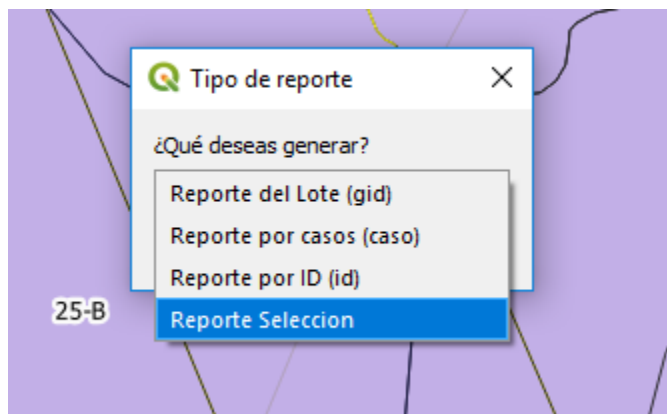 Tipo de reporte
¿Qué deseas generar?
Reporte del Lote (gid)
Reporte por casos (caso)
Reporte por ID (id)
Reporte Seleccion
25-B